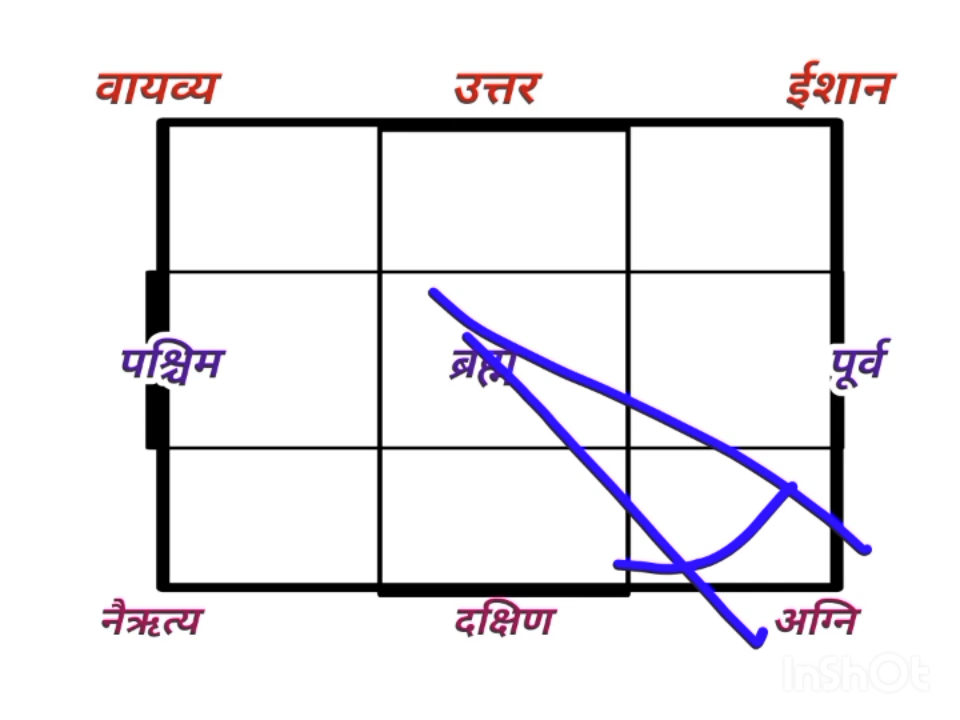 वायव्य उत्तर ईशान
पश्चिम ब्रह्म पूर्व
नैऋत्य दक्षिण अग्नि
InShOt